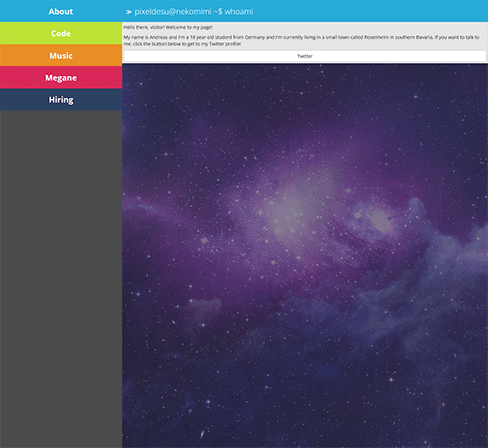 About
Code
Music
Megane
Hiring
≫ pixeldesu@nekomimi ~$ whoami
Hello there, visitor! Welcome to my page!
My name is Andreas and I'm a 18 year old student from Germany and I'm currently living in a small town called Rosenheim in southern Bavaria. If you want to talk to
me, click the button below to get to my Twitter profile!
Twitter